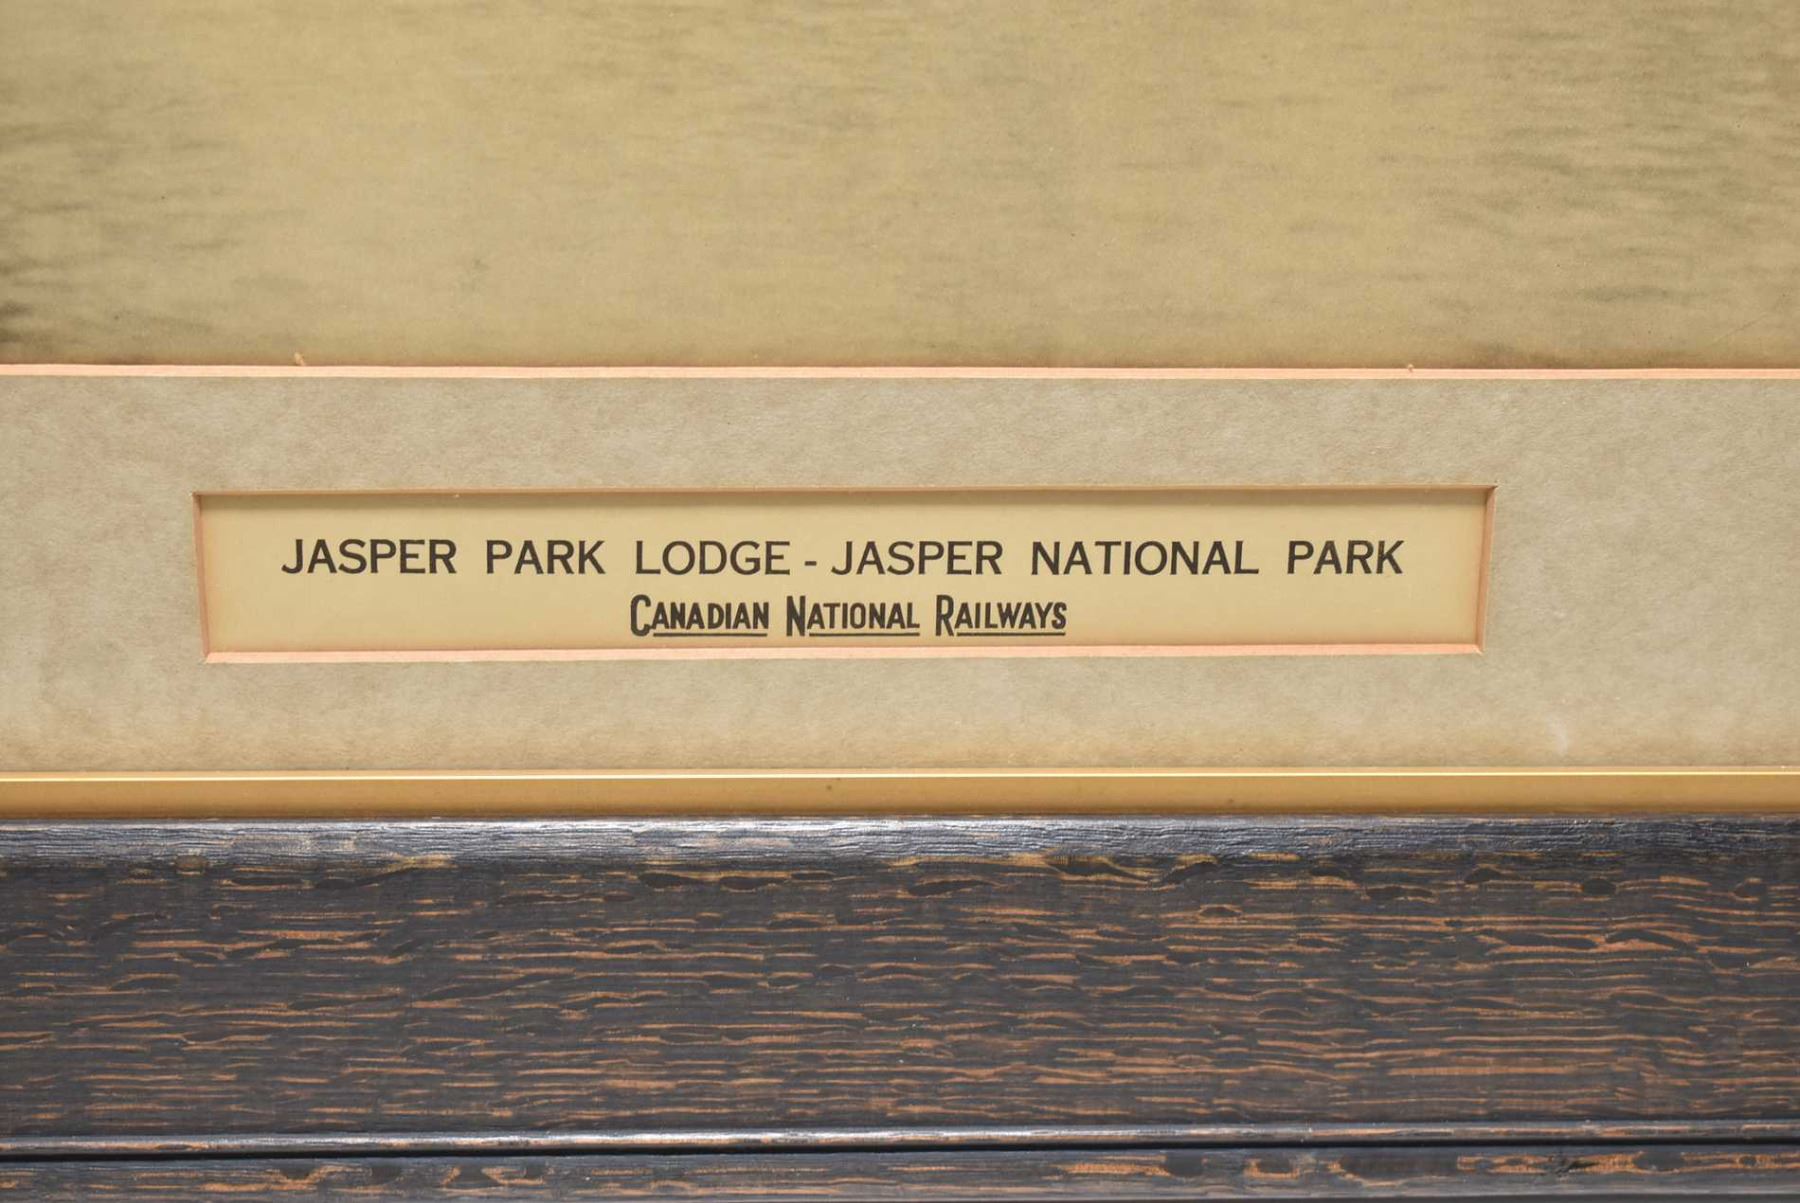 JASPER PARK LODGE - JASPER NATIONAL PARK
CANADIAN NATIONAL RAILWAYS